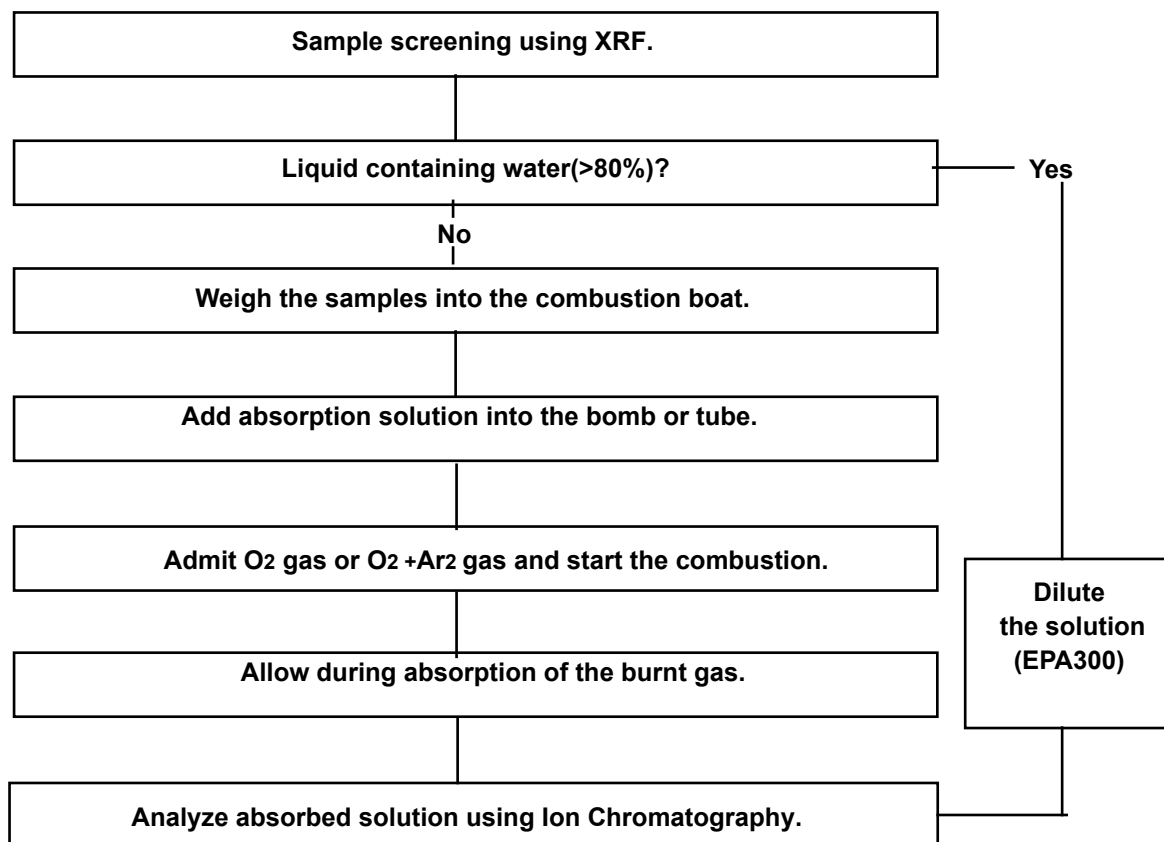 Sample screening using XRF.
Liquid containing water(>80%)?
Yes
No
Weigh the samples into the combustion boat.
Add absorption solution into the bomb or tube.
Admit O2 gas or O2 +Ar2 gas and start the combustion.
Dilute
the solution
(EPA300)
Allow during absorption of the burnt gas.
Analyze absorbed solution using Ion Chromatography.